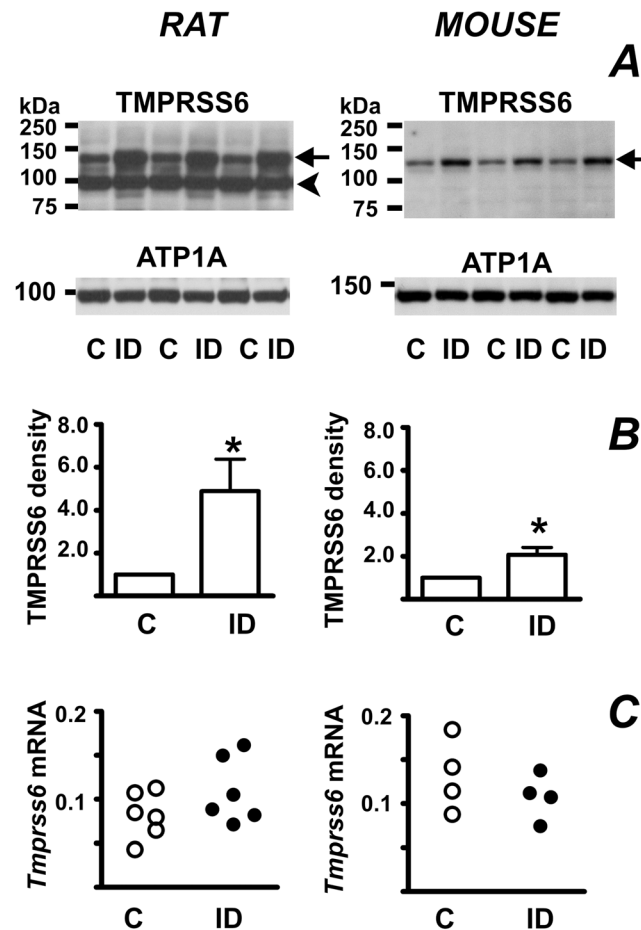 RAT MOUSE
A
kDa TMPRSS6 TMPRSS6
250 250
150 150
100 100
75 75
ATP1A ATP1A
100 150
C ID C ID C ID C ID C ID C ID
B
TMPRSS6 density TMPRSS6 density
8.0 8.0
6.0 6.0
4.0 4.0
2.0 2.0
* *
C ID C ID
C
Tmprss6 mRNA Tmprss6 mRNA
0.2 0.2
0.1 0.1
C ID C ID